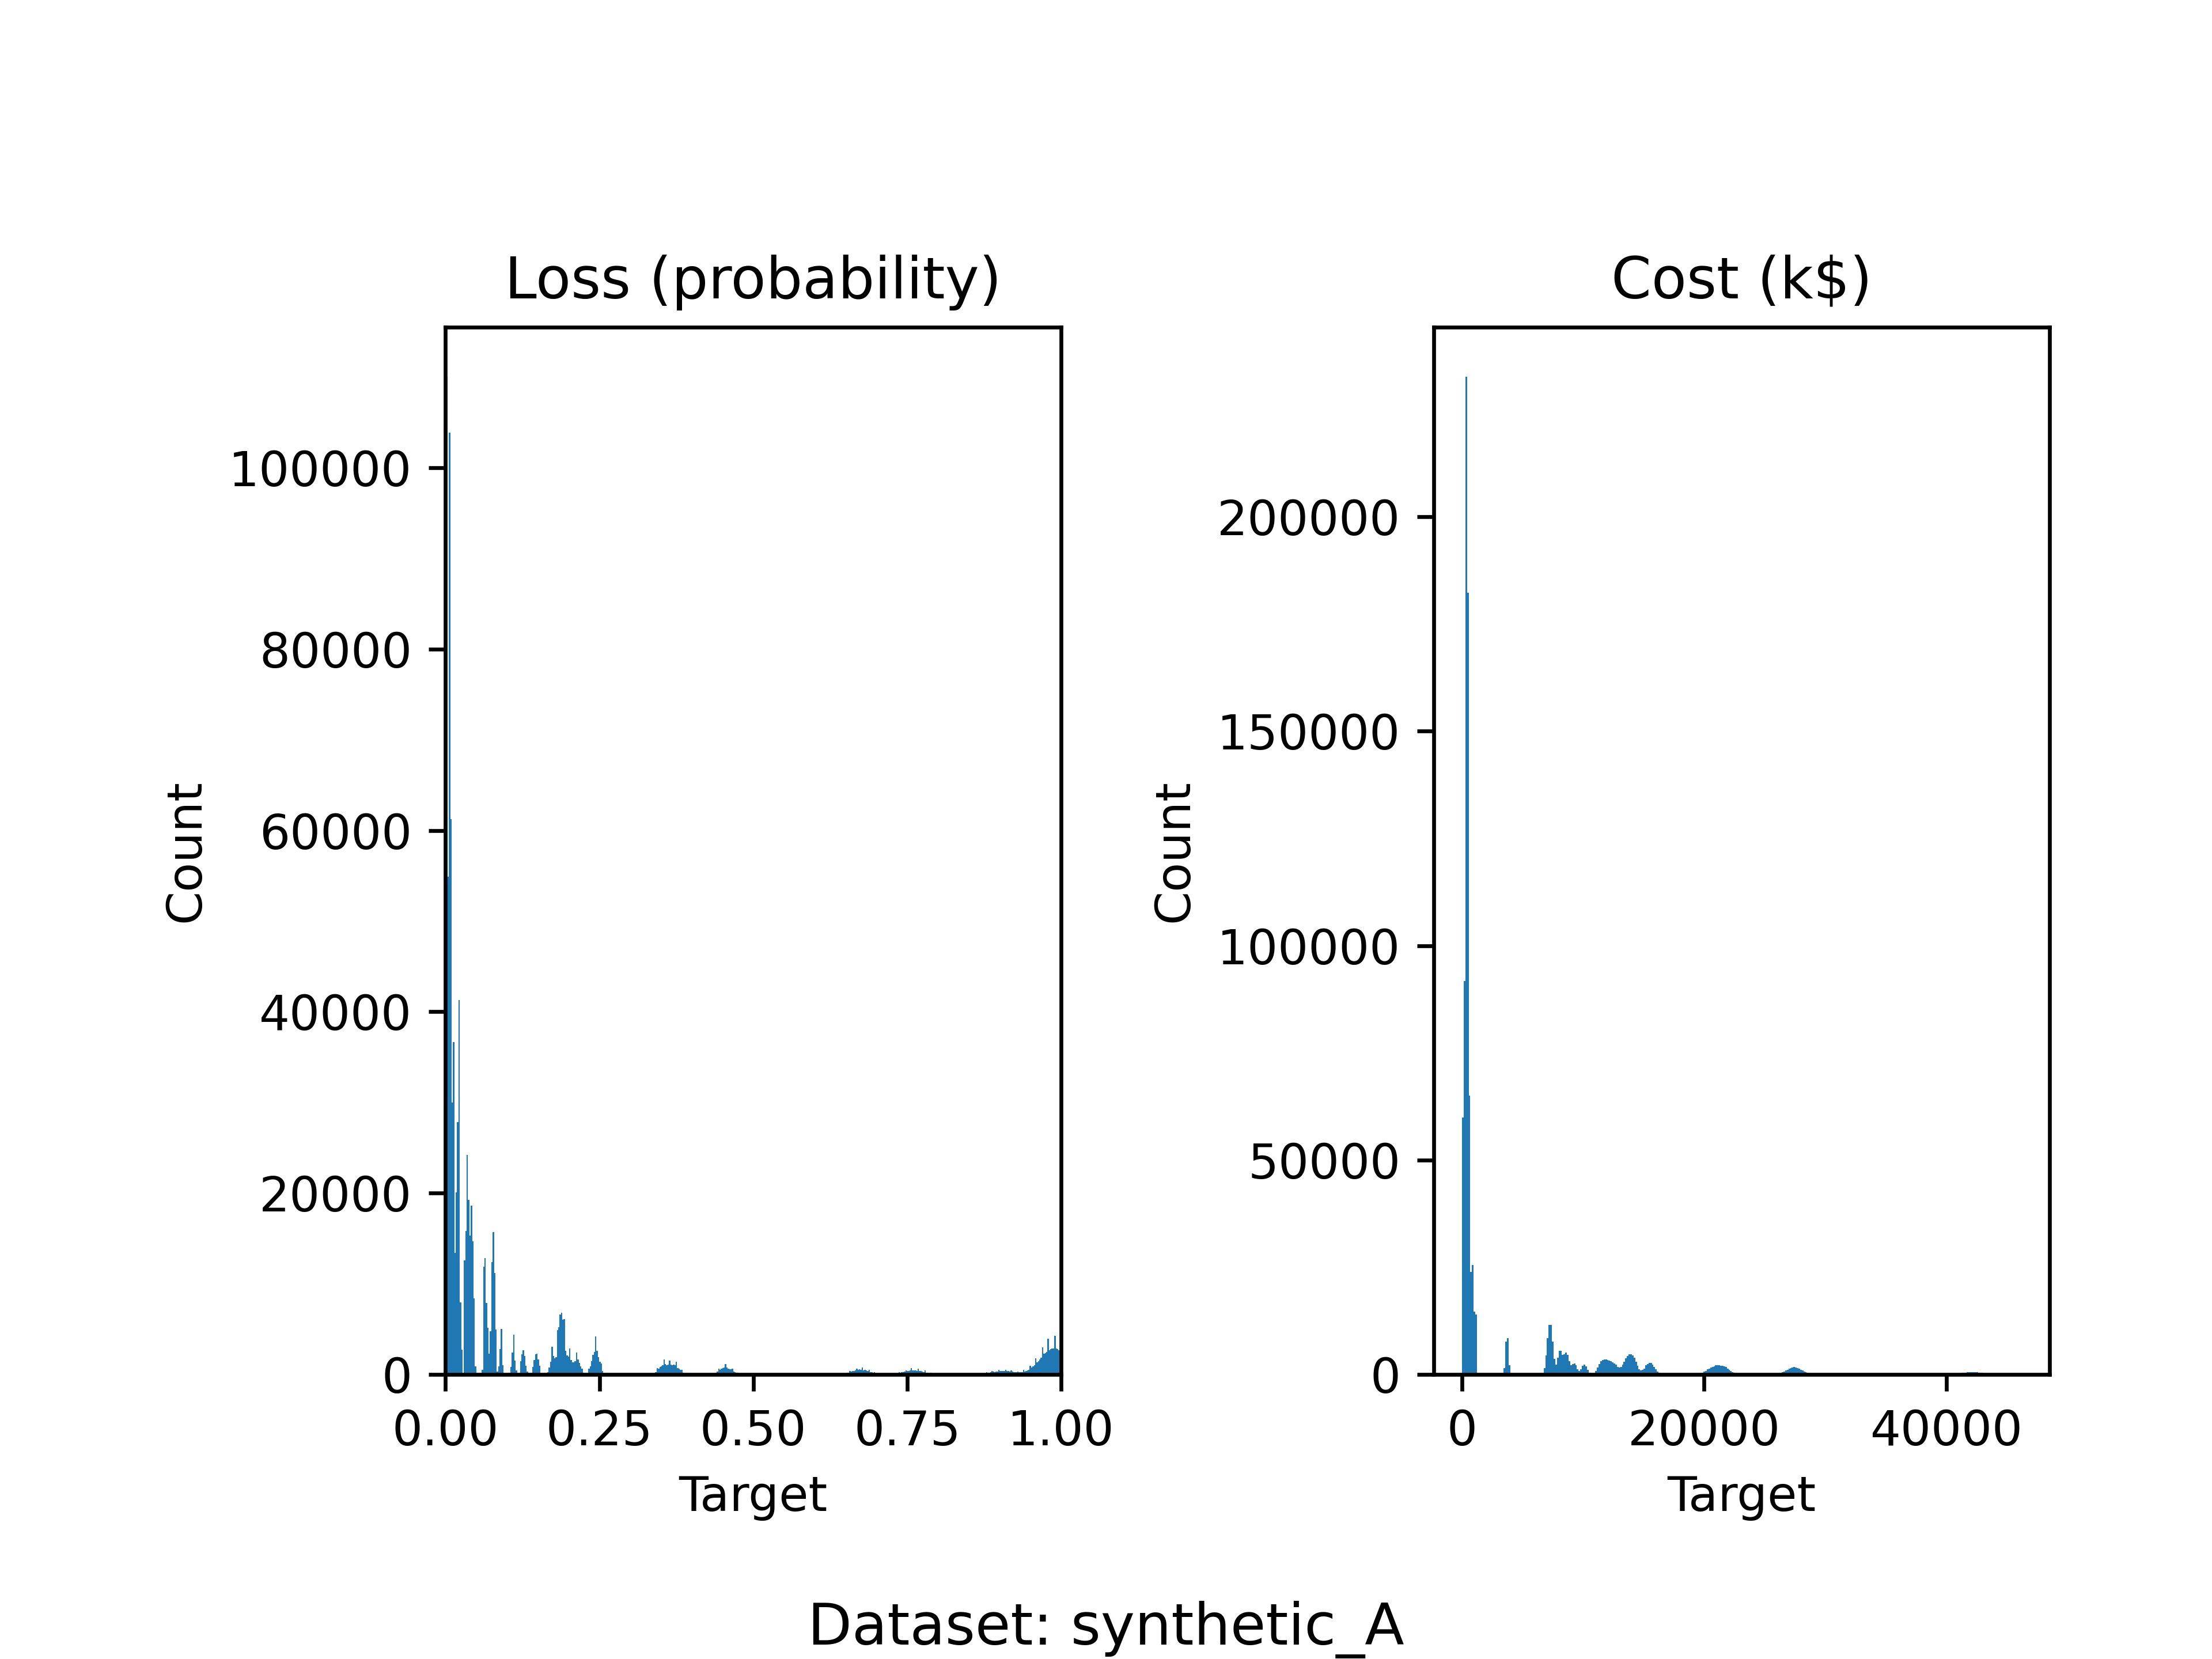 Loss (probability)
Count
100000
80000
60000
40000
20000
0
0.00 0.25 0.50 0.75 1.00
Target
Cost (k$)
Count
200000
150000
100000
50000
0
0 20000 40000
Target
Dataset: synthetic_A